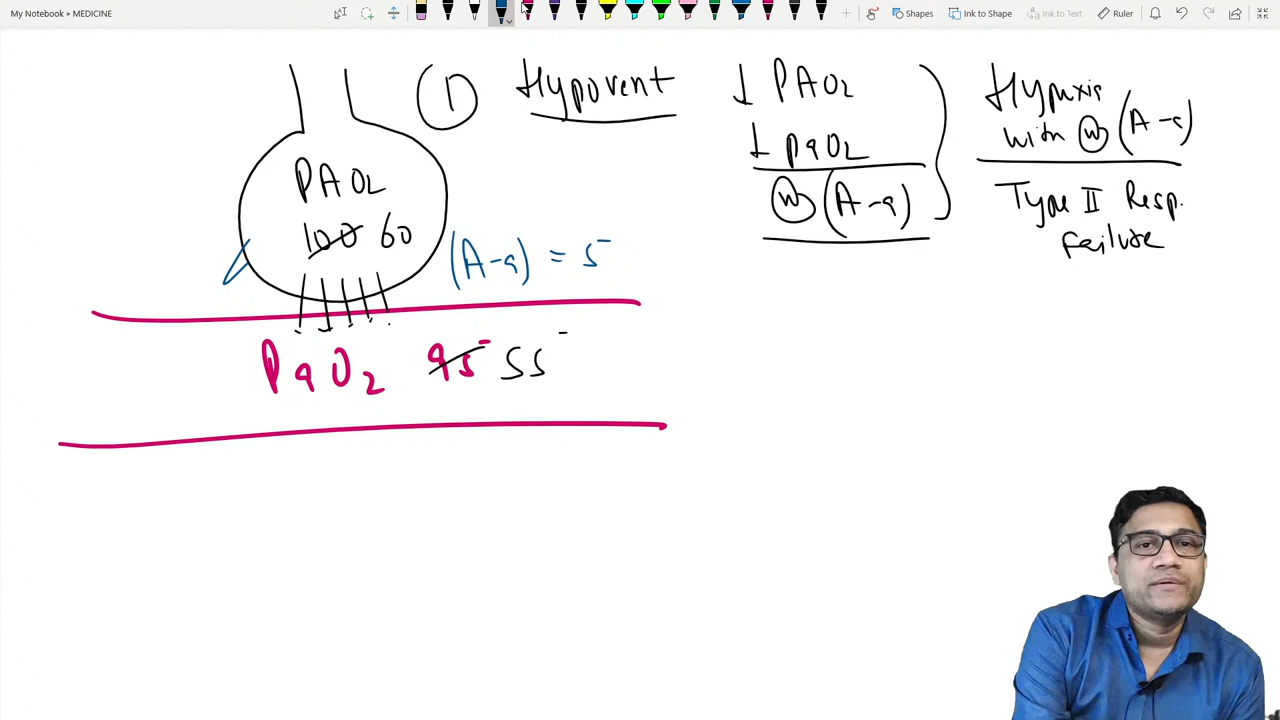 My Notebook » MEDICINE
Shapes
Ink to Shape
Ink to Text
Ruler
① Hypovent
↓ PAO2
↓ PaO2
Ⓝ (A-a)
Hypoxia
with Ⓝ (A-a)
Type II Resp.
failure
PAO2
100 60
(A-a) = 5
PaO2 95 55